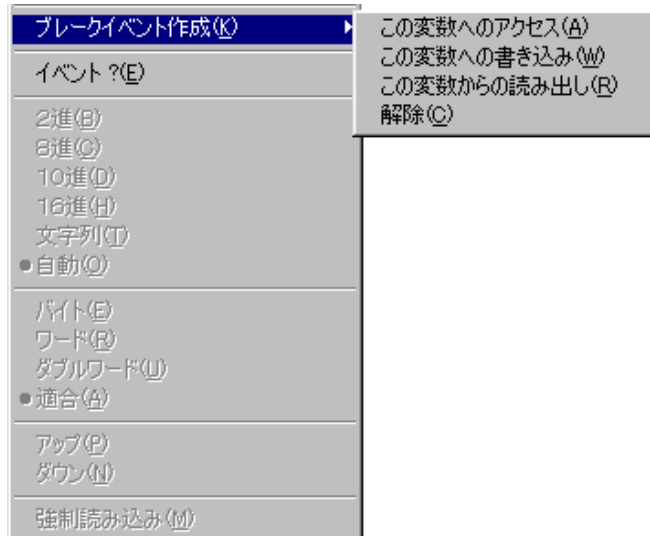 ブレークイベント作成(K)
イベント ?(E)
2進(B)
8進(C)
10進(D)
16進(H)
文字列(T)
自動(O)
バイト(E)
ワード(R)
ダブルワード(U)
適合(A)
アップ(P)
ダウン(N)
強制読み込み(M)
この変数へのアクセス(A)
この変数への書き込み(W)
この変数からの読み出し(R)
解除(C)